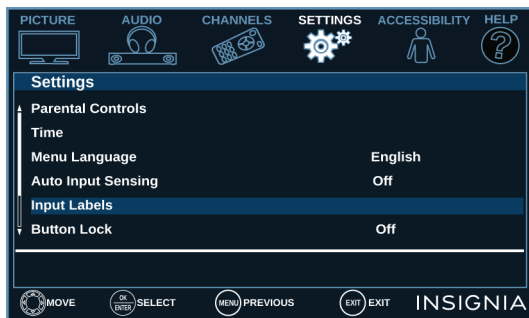 PICTURE AUDIO CHANNELS SETTINGS ACCESSIBILITY HELP
?
Settings
Parental Controls
Time
Menu Language English
Auto Input Sensing Off
Input Labels
Button Lock Off
MOVE OK ENTER SELECT MENU PREVIOUS EXIT EXIT INSIGNIA